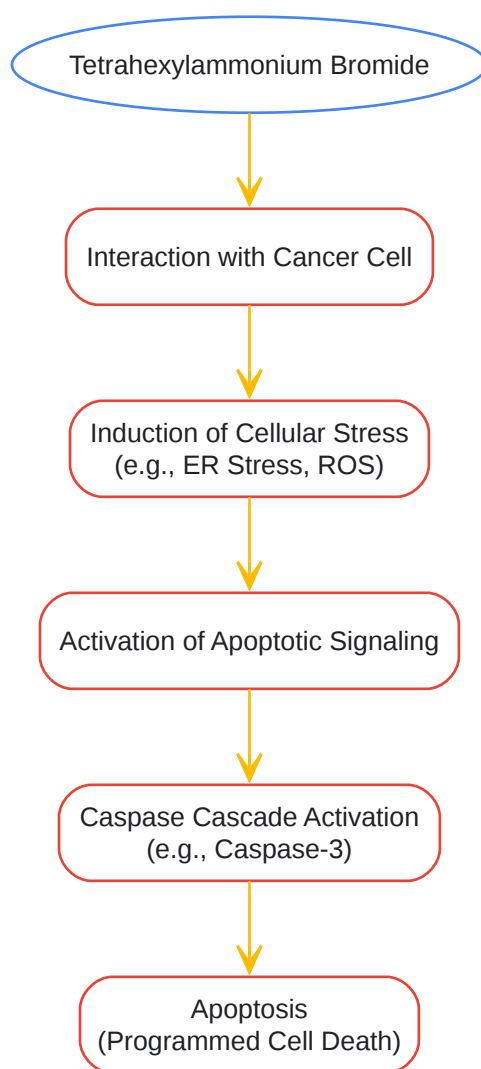 Tetrahexylammonium Bromide
Interaction with Cancer Cell
Induction of Cellular Stress
(e.g., ER Stress, ROS)
Activation of Apoptotic Signaling
Caspase Cascade Activation
(e.g., Caspase-3)
Apoptosis
(Programmed Cell Death)